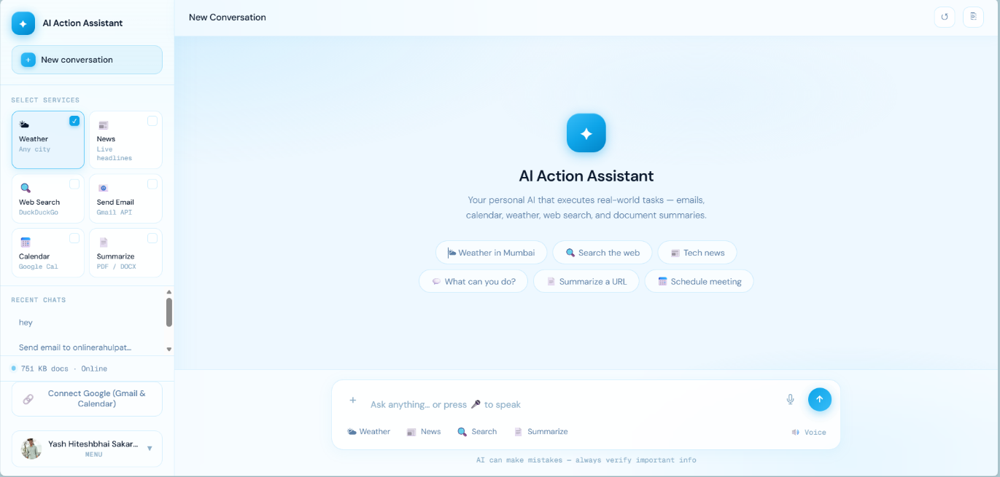 AI Action Assistant
New conversation
SELECT SERVICES
Weather
Any city
News
Live
headlines
Web Search
DuckDuckGo
Send Email
Gmail API
Calendar
Google Cal
Summarize
PDF / DOCX
RECENT CHATS
hey
Send email to onlinerahulpat...
751 KB docs · Online
Connect Google (Gmail &
Calendar)
Yash Hiteshbhai Sakar...
MENU
New Conversation
AI Action Assistant
Your personal AI that executes real-world tasks — emails,
calendar, weather, web search, and document summaries.
Weather in Mumbai
Search the web
Tech news
What can you do?
Summarize a URL
Schedule meeting
Ask anything... or press 🎤 to speak
Weather
News
Search
Summarize
Voice
AI can make mistakes — always verify important info